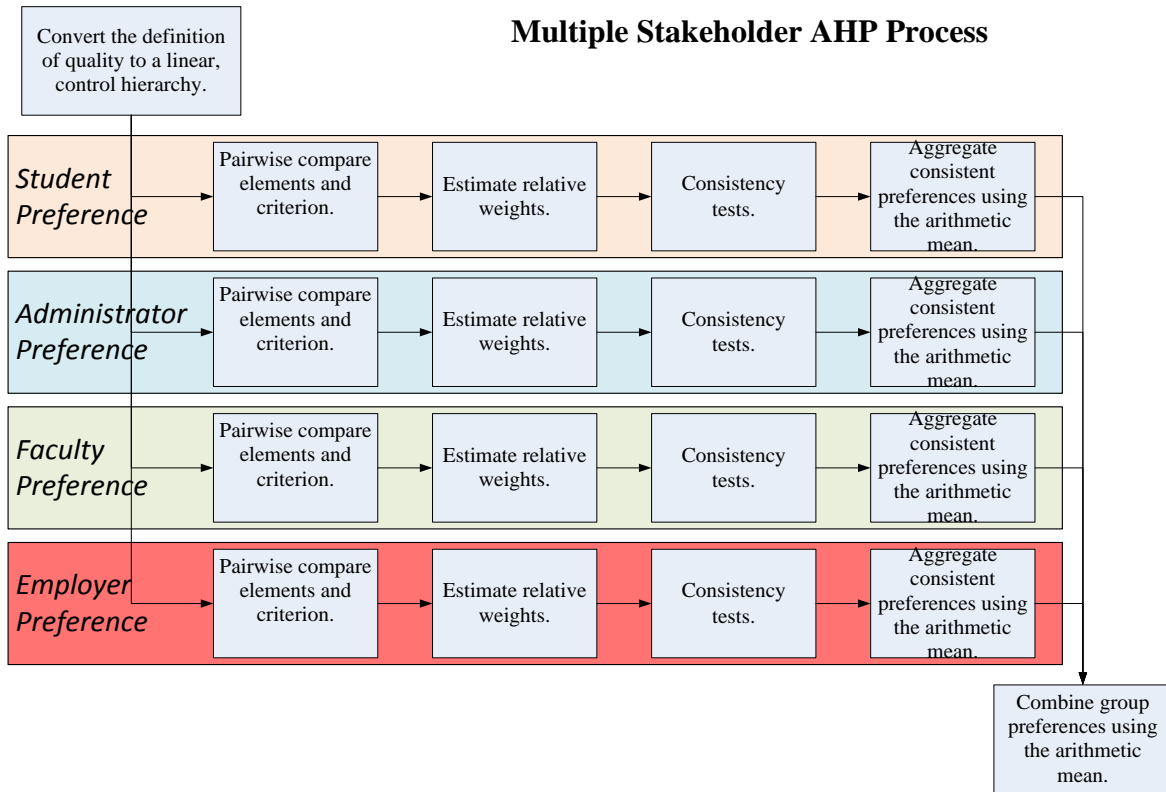 Multiple Stakeholder AHP Process
Convert the definition
of quality to a linear,
control hierarchy.
Student
Preference
Pairwise compare
elements and
criterion.
Estimate relative
weights.
Consistency
tests.
Aggregate
consistent
preferences using
the arithmetic
mean.
Administrator
Preference
Pairwise compare
elements and
criterion.
Estimate relative
weights.
Consistency
tests.
Aggregate
consistent
preferences using
the arithmetic
mean.
Faculty
Preference
Pairwise compare
elements and
criterion.
Estimate relative
weights.
Consistency
tests.
Aggregate
consistent
preferences using
the arithmetic
mean.
Employer
Preference
Pairwise compare
elements and
criterion.
Estimate relative
weights.
Consistency
tests.
Aggregate
consistent
preferences using
the arithmetic
mean.
Combine group
preferences using
the arithmetic
mean.